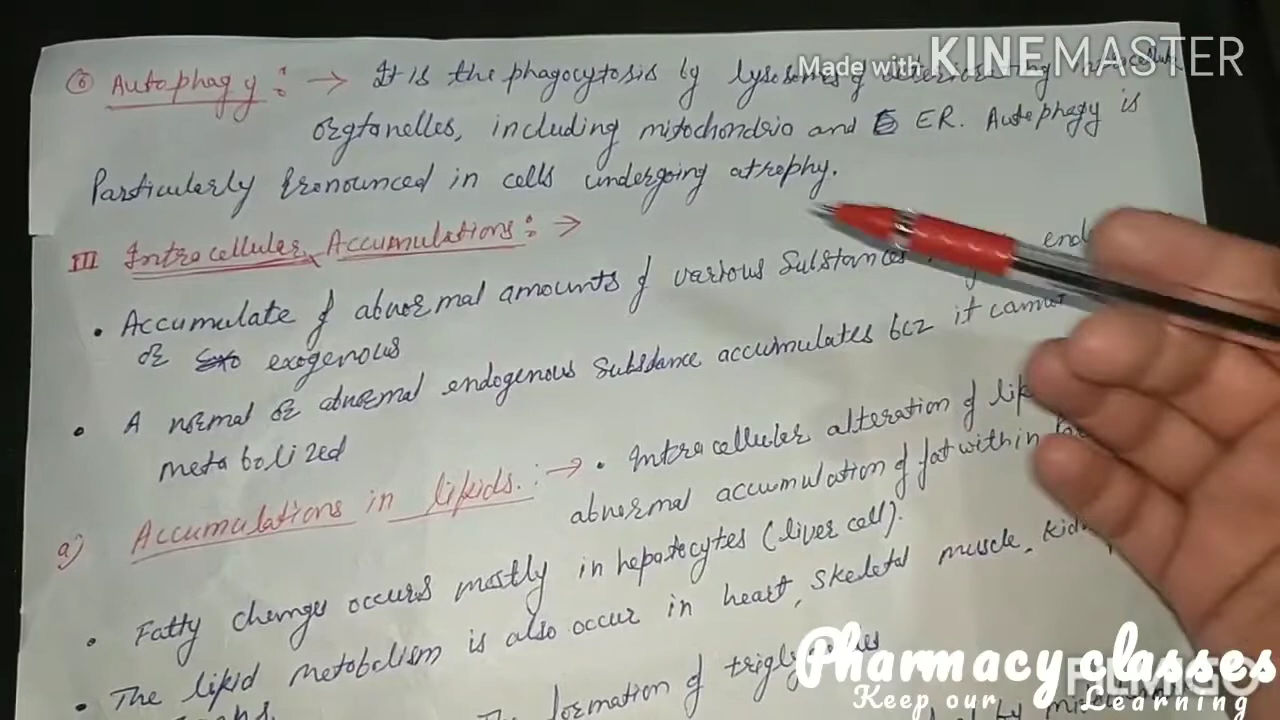 Made with KINEMASTER
⑥ Autophagy :→ It is the phagocytosis by lysosomes of
organelles, including mitochondrio and ER. Autophagy is
Particularly Pronounced in cells undergoing atrophy.
III Intracellular Accumulations :→
• Accumulate of abnormal amounts of various Substances
or exogenous
• A normal or abnormal endogenous Substance accumulates bcz it
metabolized
a) Accumulations in lipids. :→ • Intracellular alteration of
abnormal accumulation of fat within
• Fatty changes occurs mostly in hepatocytes (liver cell).
• The lipid metabolism is also occur in heart, Skeletal muscle,
The formation of
by
Pharmacy classes
Keep our Learning
FILMIGO